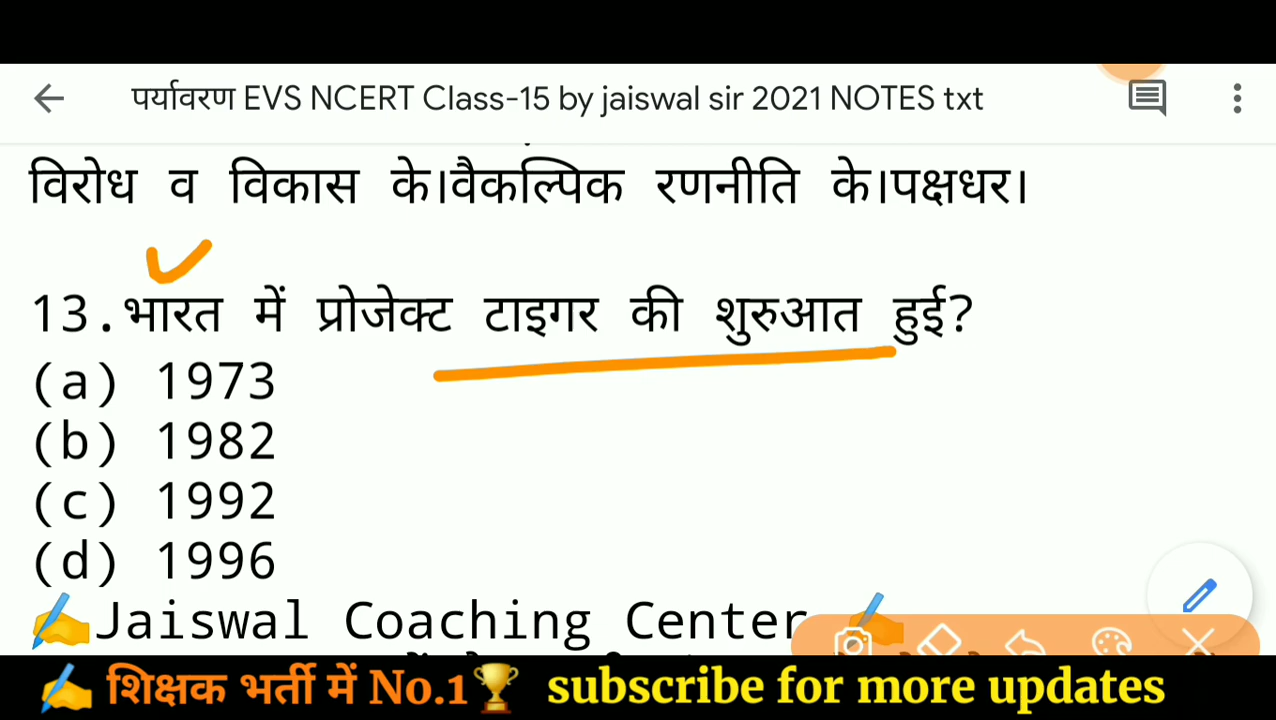 पर्यावरण EVS NCERT Class-15 by jaiswal sir 2021 NOTES txt
विरोध व विकास के।वैकल्पिक रणनीति के।पक्षधर।
13.भारत में प्रोजेक्ट टाइगर की शुरुआत हुई?
(a) 1973
(b) 1982
(c) 1992
(d) 1996
✍Jaiswal Coaching Center ✍
✍ शिक्षक भर्ती में No.1🏆 subscribe for more updates